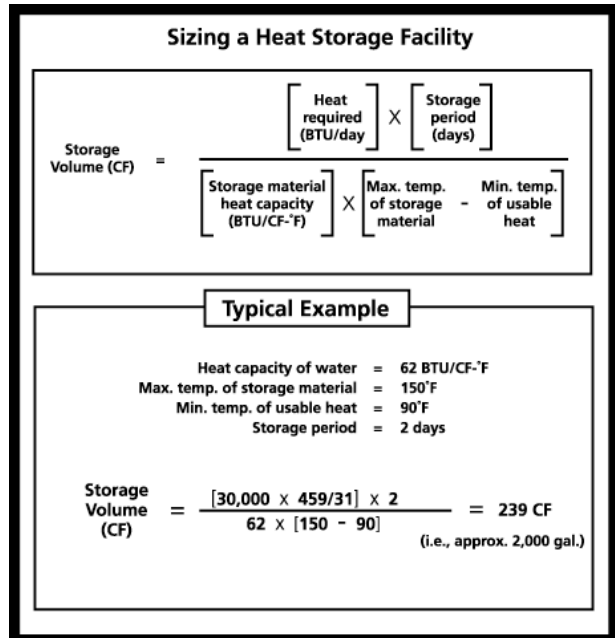 Sizing a Heat Storage Facility
Storage
Volume (CF)
=
Heat
required
(BTU/day
X
Storage
period
(days)
Storage material
heat capacity
(BTU/CF-°F)
X
Max. temp.
of storage
material
-
Min. temp.
of usable
heat
Typical Example
Heat capacity of water = 62 BTU/CF-°F
Max. temp. of storage material = 150°F
Min. temp. of usable heat = 90°F
Storage period = 2 days
Storage
Volume
(CF)
=
[30,000 X 459/31] X 2
62 X [150 - 90]
= 239 CF
(i.e., approx. 2,000 gal.)